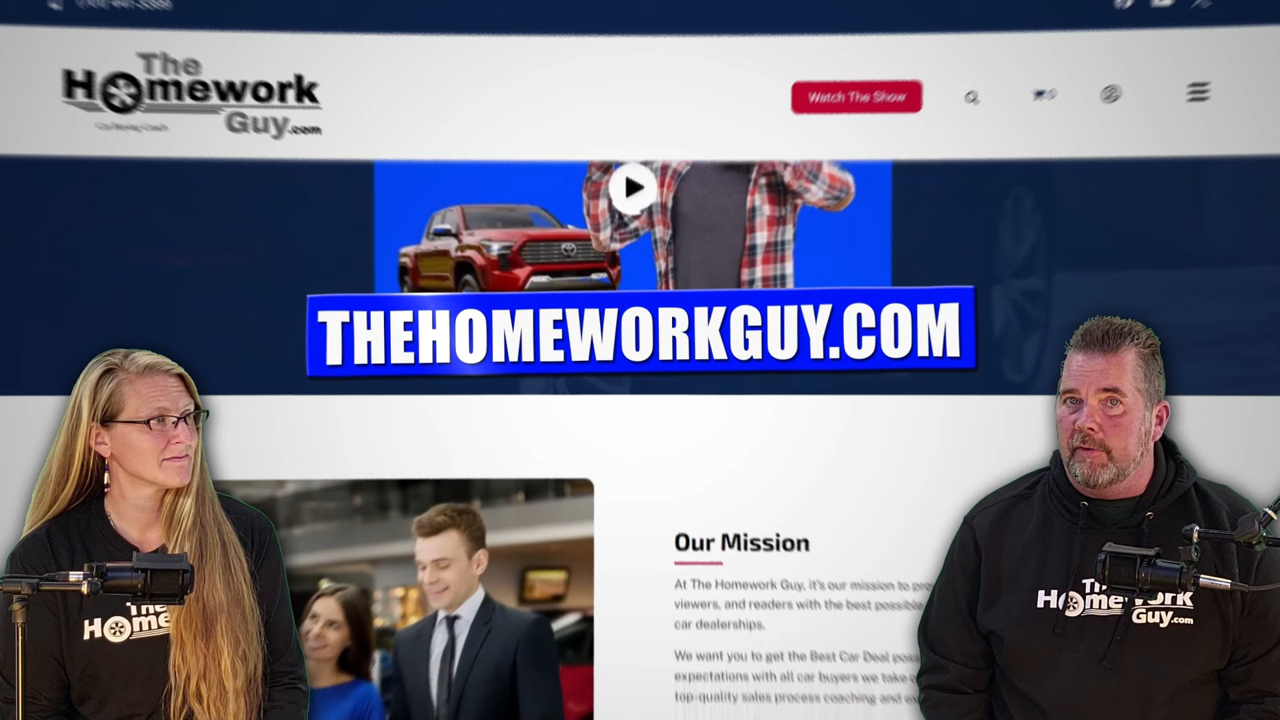 The
Homework
Guy.com
Watch The Show
THEHOMEWORKGUY.COM
Our Mission
At The Homework Guy, it's our mission to
viewers, and readers with the best possible
car dealerships.
We want you to get the Best Car Deal
expectations with all car buyers we take
top-quality sales process coaching and
The
Homework
Homework
Guy.com